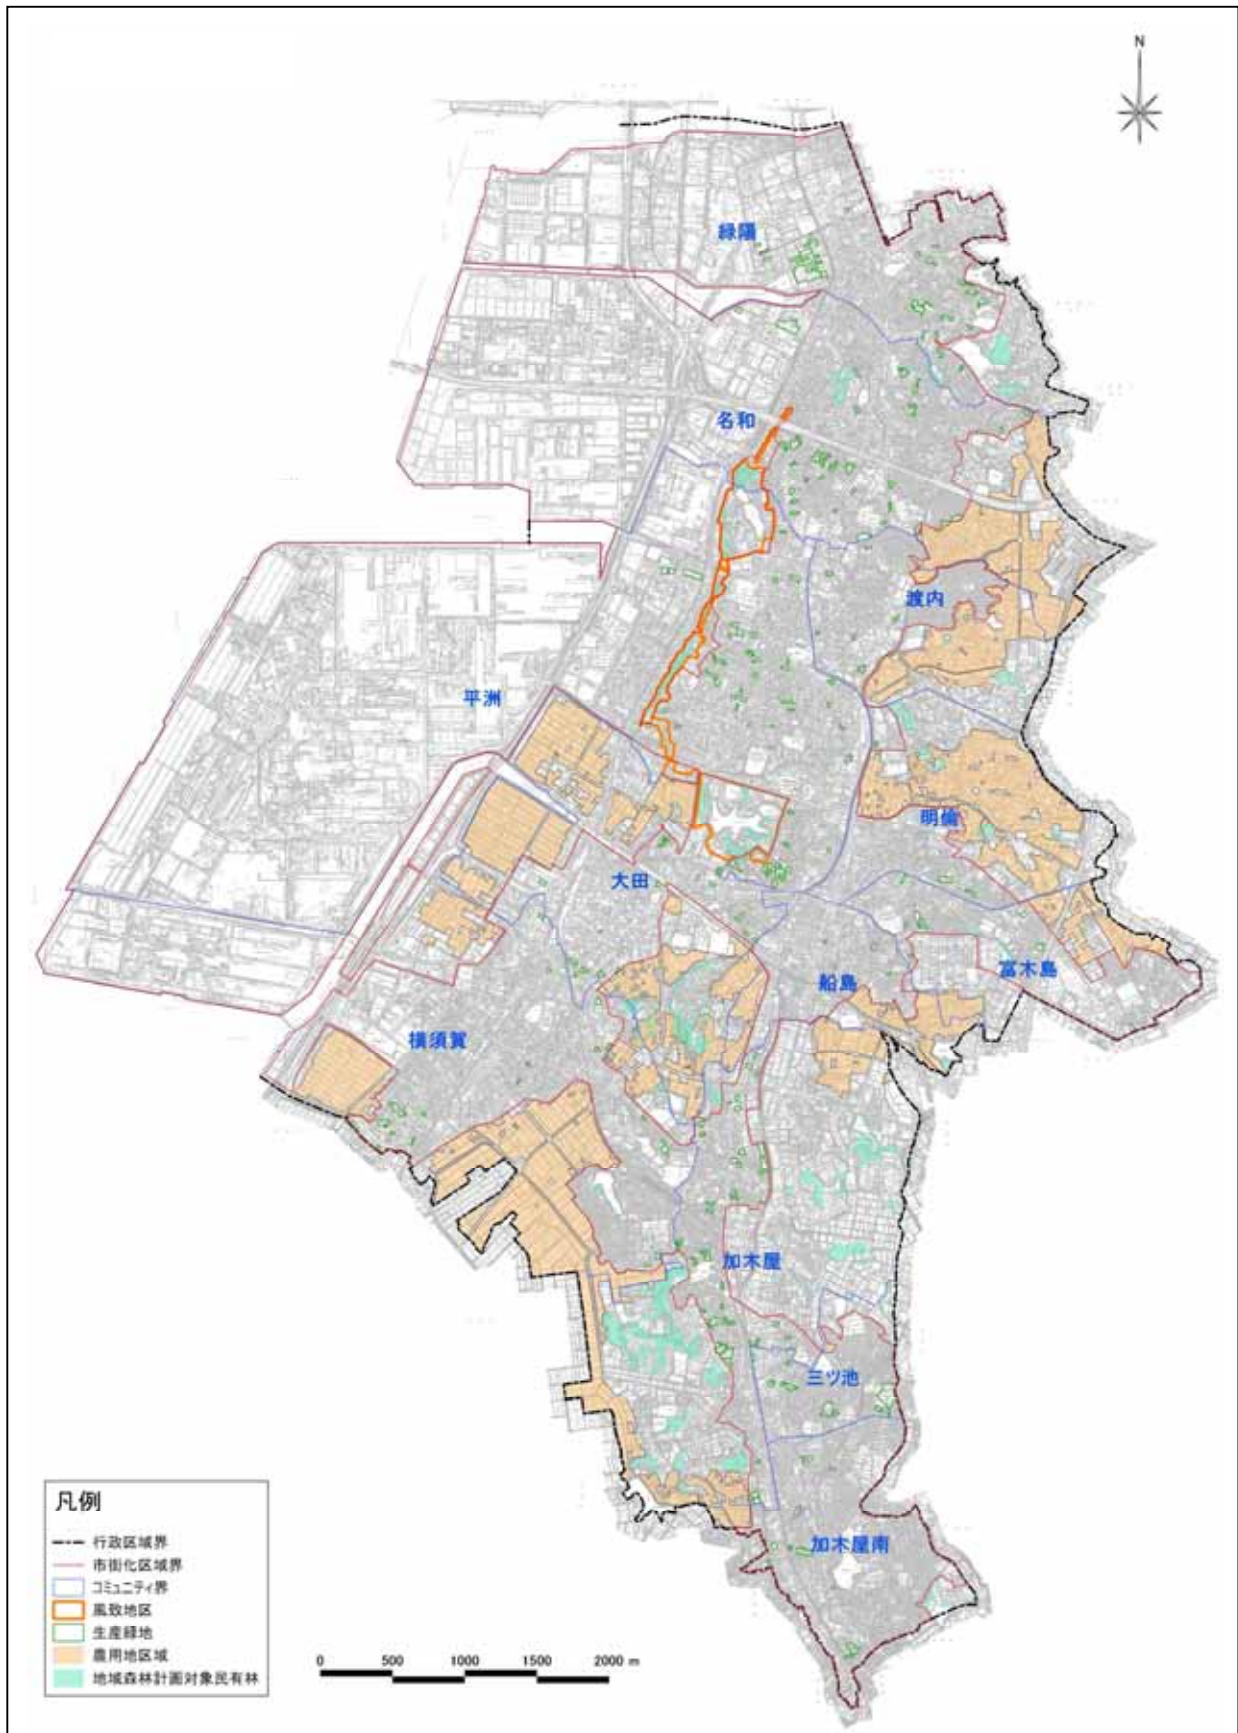 N
緑陽
名和
渡内
平洲
明倫
大田
富木島
船島
横須賀
加木屋
三ツ池
加木屋南
凡例
行政区域界
市街化区域界
コミュニティ界
風致地区
生産緑地
農用地区域
地域森林計画対象民有林
0 500 1000 1500 2000 m